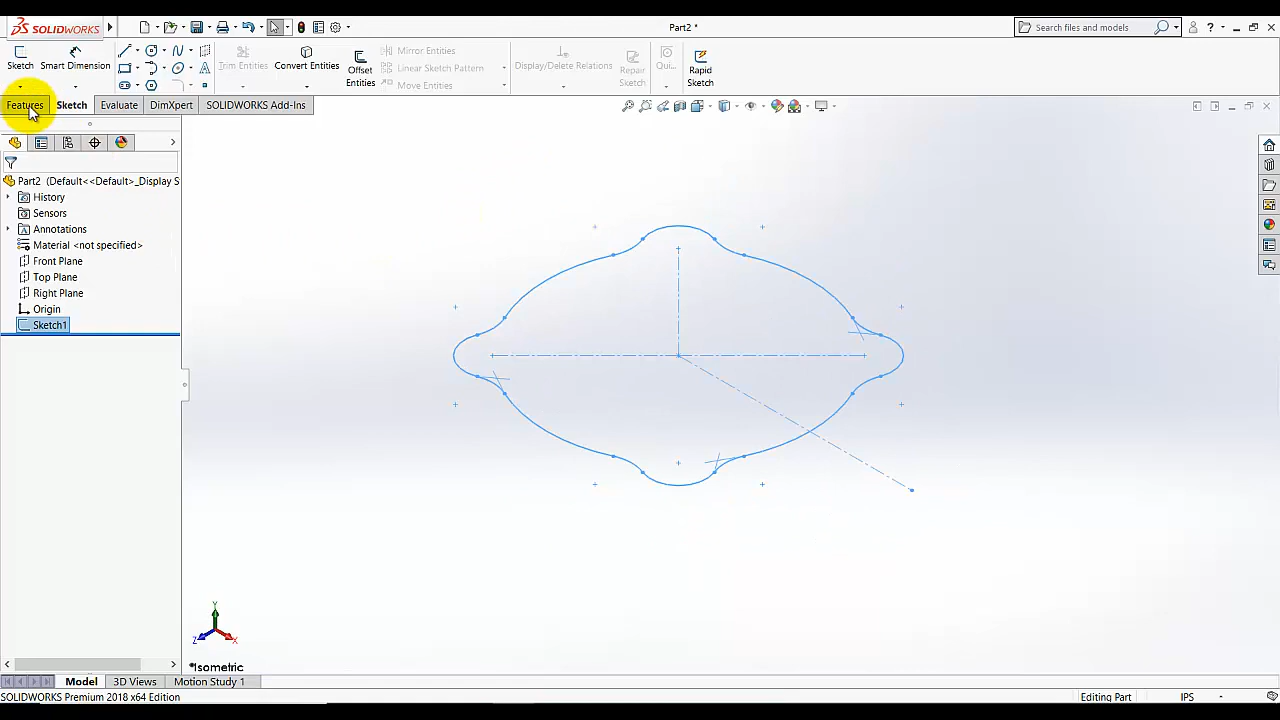 SOLIDWORKS
Part2 *
Search files and models
Sketch
Smart Dimension
Trim Entities
Convert Entities
Offset Entities
Mirror Entities
Linear Sketch Pattern
Move Entities
Display/Delete Relations
Repair Sketch
Qui...
Rapid Sketch
Features
Sketch
Evaluate
DimXpert
SOLIDWORKS Add-Ins
Part2 (Default<<Default>_Display S
History
Sensors
Annotations
Material <not specified>
Front Plane
Top Plane
Right Plane
Origin
Sketch1
Y
Z
X
*Isometric
Model
3D Views
Motion Study 1
SOLIDWORKS Premium 2018 x64 Edition
Editing Part
IPS